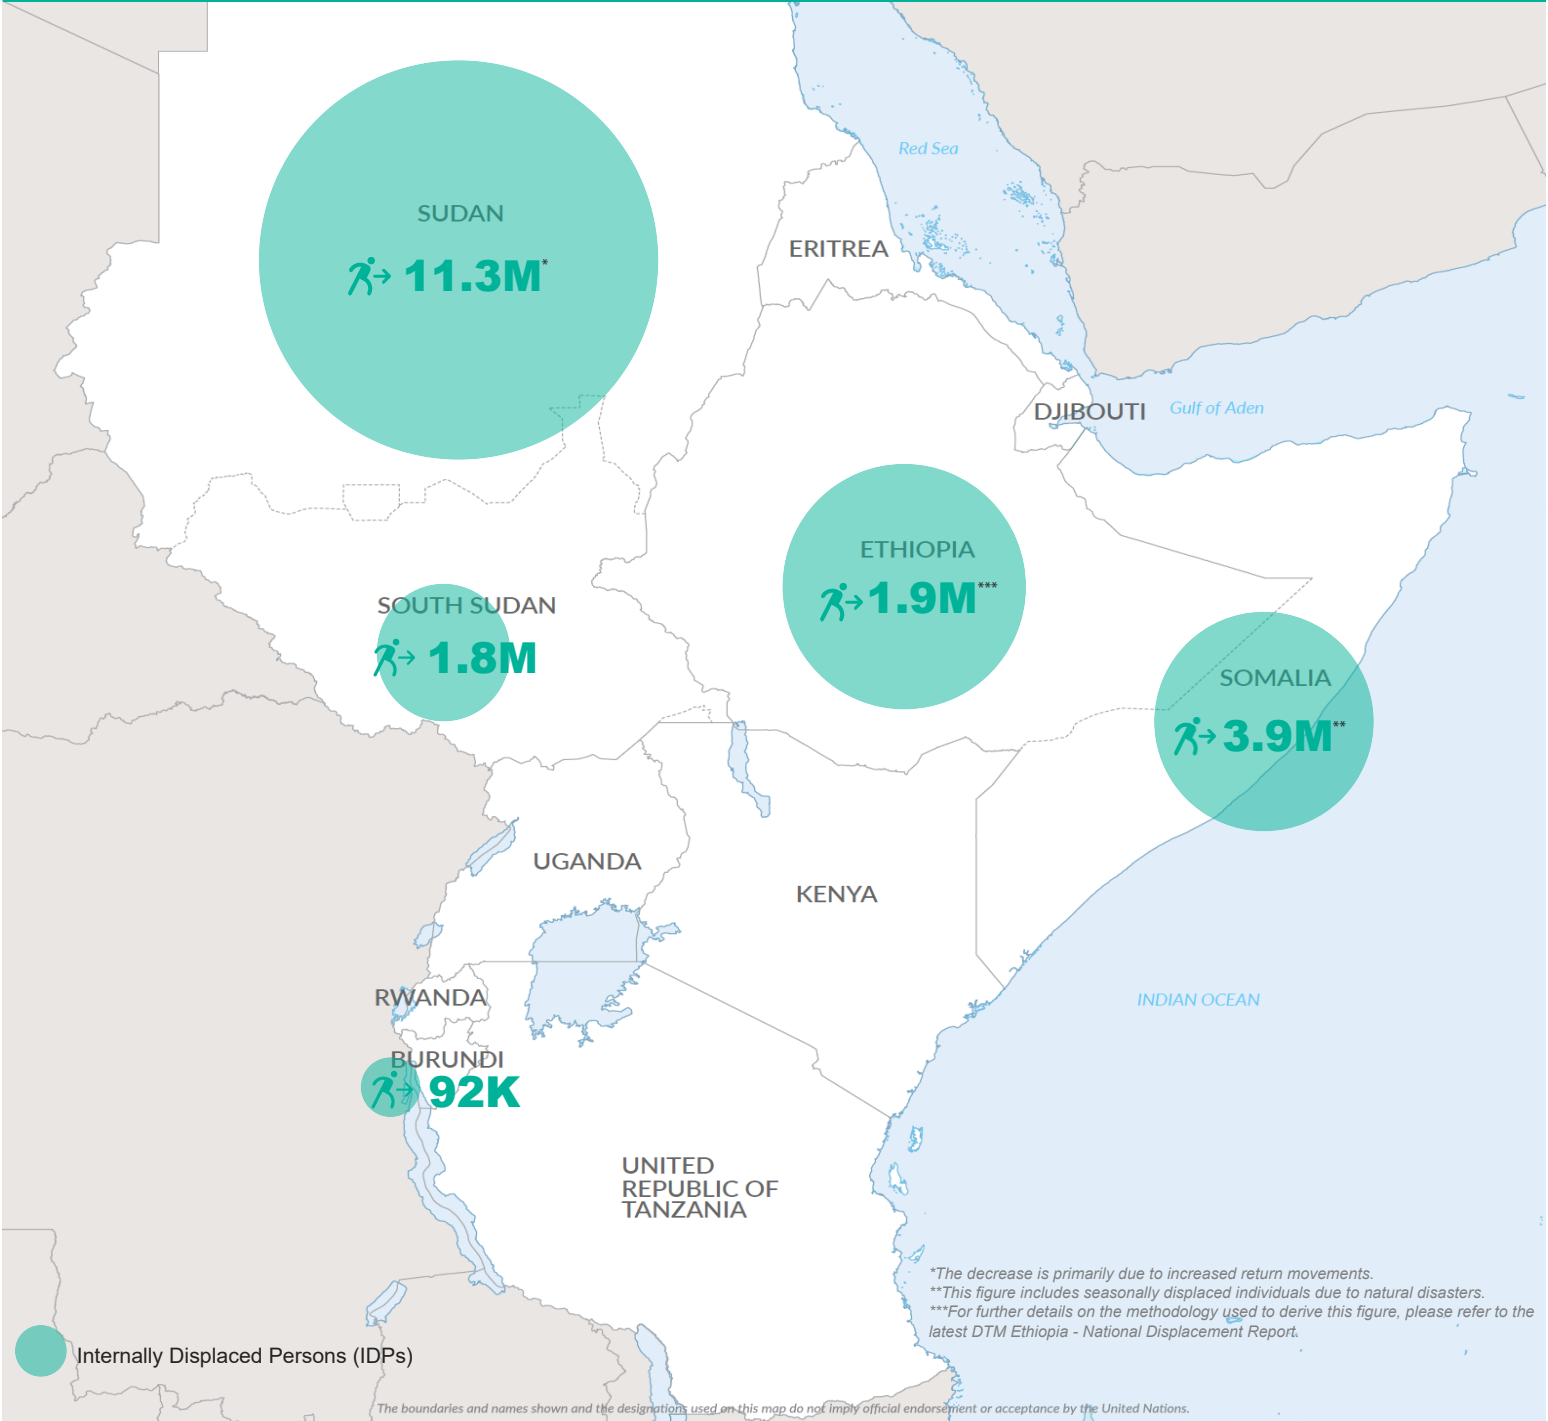 Red Sea
SUDAN
11.3M*
ERITREA
DJIBOUTI
Gulf of Aden
ETHIOPIA
1.9M***
SOUTH SUDAN
1.8M
SOMALIA
3.9M**
UGANDA
KENYA
RWANDA
INDIAN OCEAN
BURUNDI
92K
UNITED
REPUBLIC OF
TANZANIA
*The decrease is primarily due to increased return movements.
**This figure includes seasonally displaced individuals due to natural disasters.
***For further details on the methodology used to derive this figure, please refer to the
latest DTM Ethiopia - National Displacement Report.
Internally Displaced Persons (IDPs)
The boundaries and names shown and the designations used on this map do not imply official endorsement or acceptance by the United Nations.